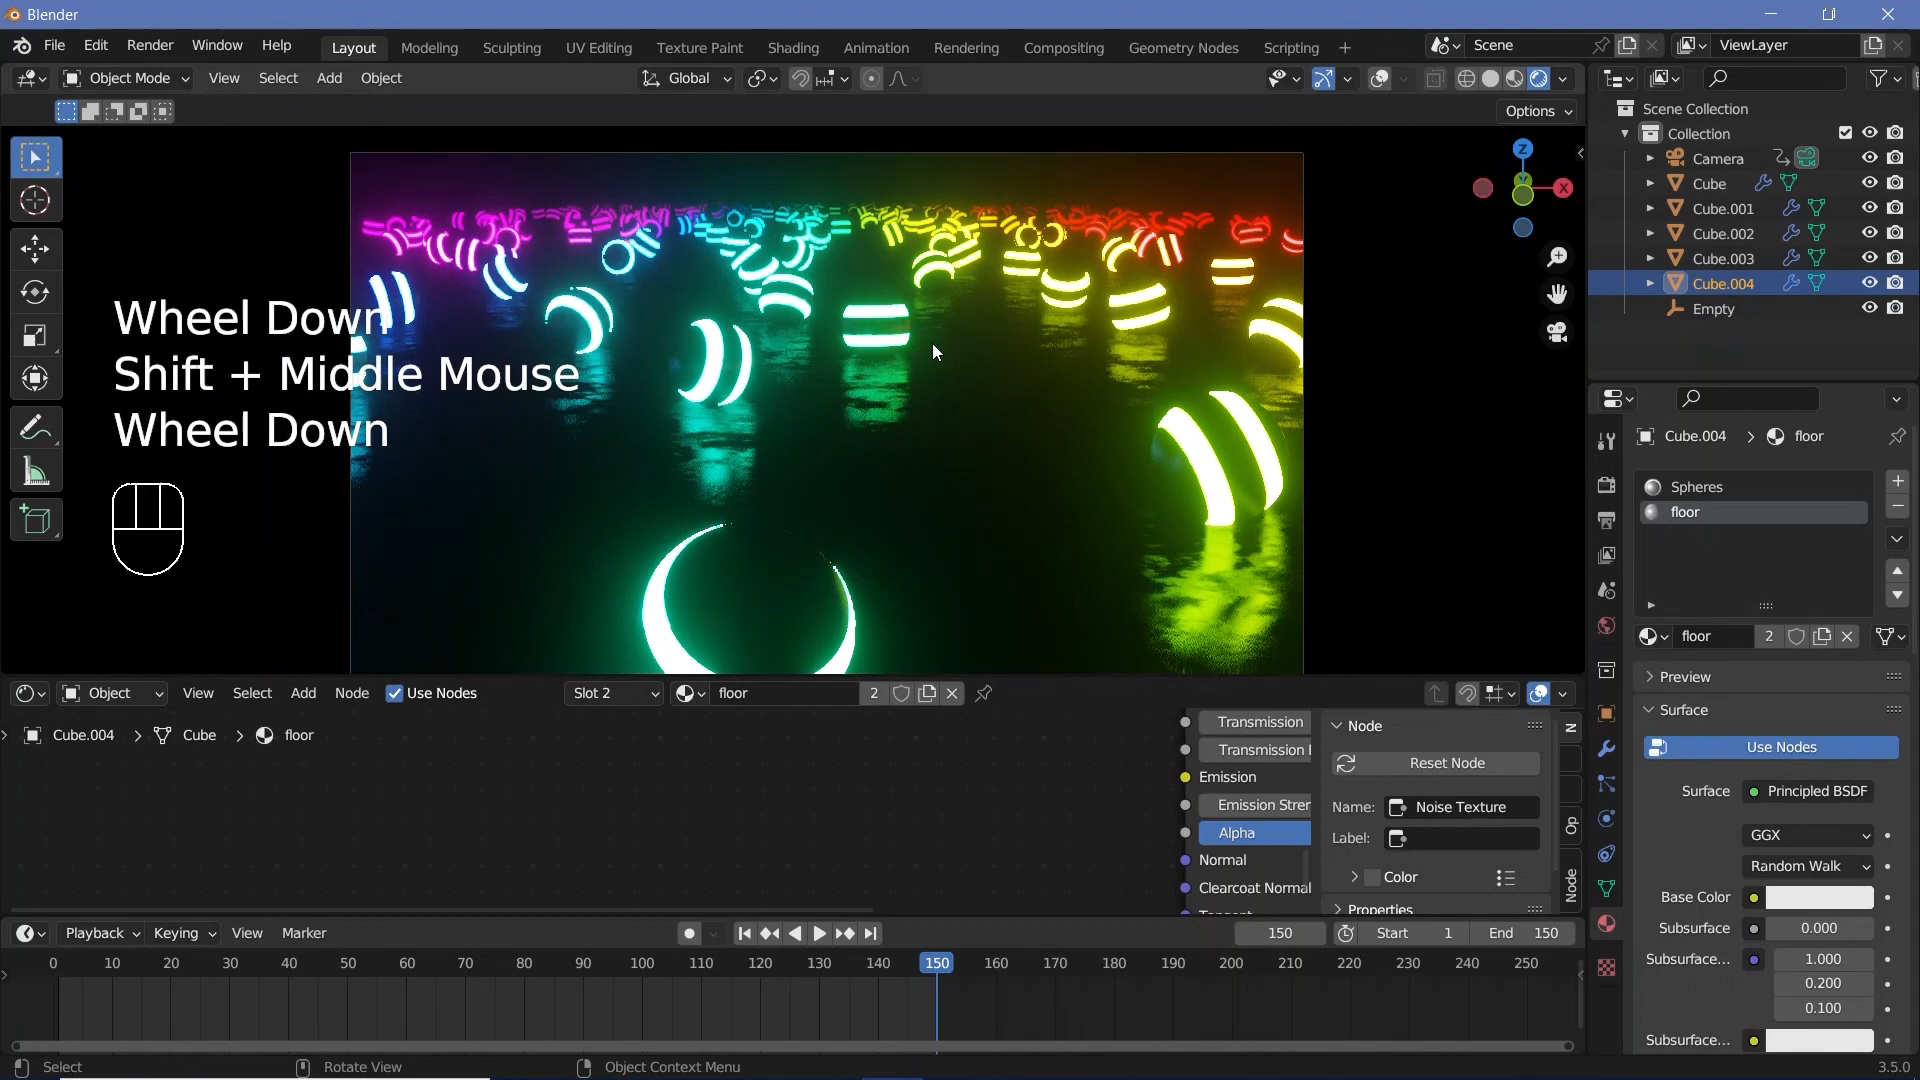 Blender
File Edit Render Window Help
Layout Modeling Sculpting UV Editing Texture Paint Shading Animation Rendering Compositing Geometry Nodes Scripting +
Scene
ViewLayer
Object Mode View Select Add Object
Global
Options
Scene Collection
Collection
Camera
Cube
Cube.001
Cube.002
Cube.003
Cube.004
Empty
Z
X
Wheel Down
Shift + Middle Mouse
Wheel Down
Cube.004 > floor
Spheres
floor
floor 2
Preview
Surface
Use Nodes
Surface Principled BSDF
GGX
Random Walk
Base Color
Subsurface 0.000
Subsurface... 1.000
0.200
0.100
Subsurface...
Object View Select Add Node Use Nodes Slot 2 floor 2
Cube.004 > Cube > floor
Transmission
Transmission
Emission
Emission Stren
Alpha
Normal
Clearcoat Normal
Node
Reset Node
Name: Noise Texture
Label:
Color
Properties
N
Op
Node
Playback Keying View Marker
150 Start 1 End 150
0 10 20 30 40 50 60 70 80 90 100 110 120 130 140 150 160 170 180 190 200 210 220 230 240 250
Select Rotate View Object Context Menu 3.5.0